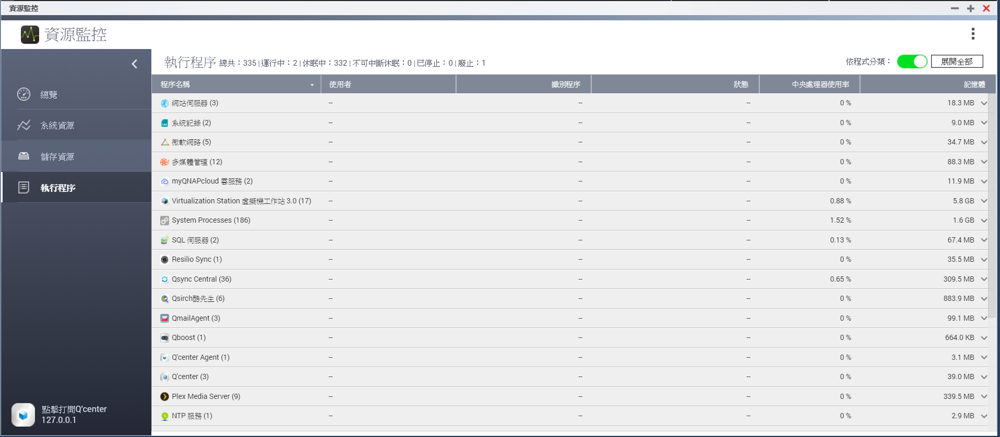 資源監控
資源監控
執行程序 總共：335 | 運行中：2 | 休眠中：332 | 不可中斷休眠：0 | 已停止：0 | 廢止：1
依程式分類： 展開全部
總覽
系統資源
儲存資源
執行程序
點擊打開Q'center
127.0.0.1
程序名稱 使用者 識別程序 狀態 中央處理器使用率 記憶體
網站伺服器 (3) -- -- -- 0 % 18.3 MB
系統記錄 (2) -- -- -- 0 % 9.0 MB
微軟網路 (5) -- -- -- 0 % 34.7 MB
多媒體管理 (12) -- -- -- 0 % 88.3 MB
myQNAPcloud 雲服務 (2) -- -- -- 0 % 11.9 MB
Virtualization Station 虛擬機工作站 3.0 (17) -- -- -- 0.88 % 5.8 GB
System Processes (186) -- -- -- 1.52 % 1.6 GB
SQL 伺服器 (2) -- -- -- 0.13 % 67.4 MB
Resilio Sync (1) -- -- -- 0 % 35.5 MB
Qsync Central (36) -- -- -- 0.65 % 309.5 MB
Qsirch酷先生 (6) -- -- -- 0 % 883.9 MB
QmailAgent (3) -- -- -- 0 % 99.1 MB
Qboost (1) -- -- -- 0 % 664.0 KB
Q'center Agent (1) -- -- -- 0 % 3.1 MB
Q'center (3) -- -- -- 0 % 39.0 MB
Plex Media Server (9) -- -- -- 0 % 339.5 MB
NTP 服務 (1) -- -- -- 0 % 2.9 MB